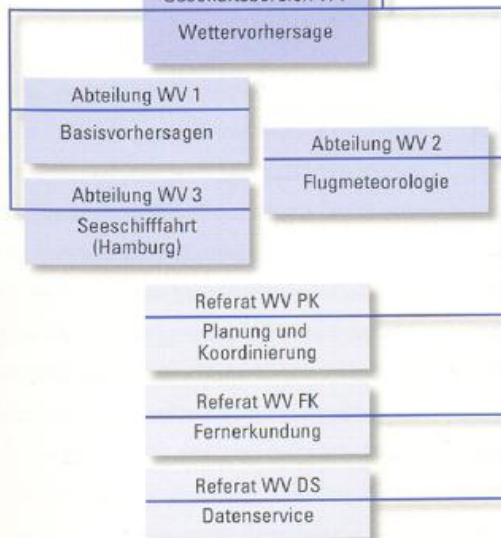 Wettervorhersage
Abteilung WV 1
Basisvorhersagen
Abteilung WV 2
Flugmeteorologie
Abteilung WV 3
Seeschifffahrt
(Hamburg)
Referat WV PK
Planung und
Koordinierung
Referat WV FK
Fernerkundung
Referat WV DS
Datenservice